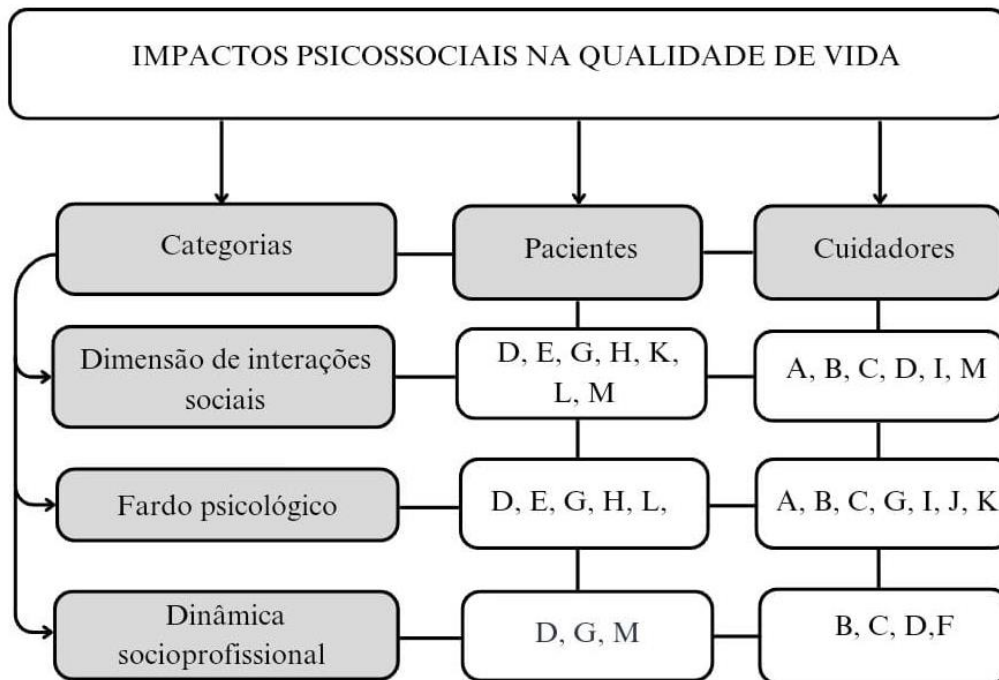 IMPACTOS PSICOSSOCIAIS NA QUALIDADE DE VIDA
Categorias
Pacientes
Cuidadores
Dimensão de interações
sociais
D, E, G, H, K,
L, M
A, B, C, D, I, M
Fardo psicológico
D, E, G, H, L,
A, B, C, G, I, J, K
Dinâmica
socioprofissional
D, G, M
B, C, D,F